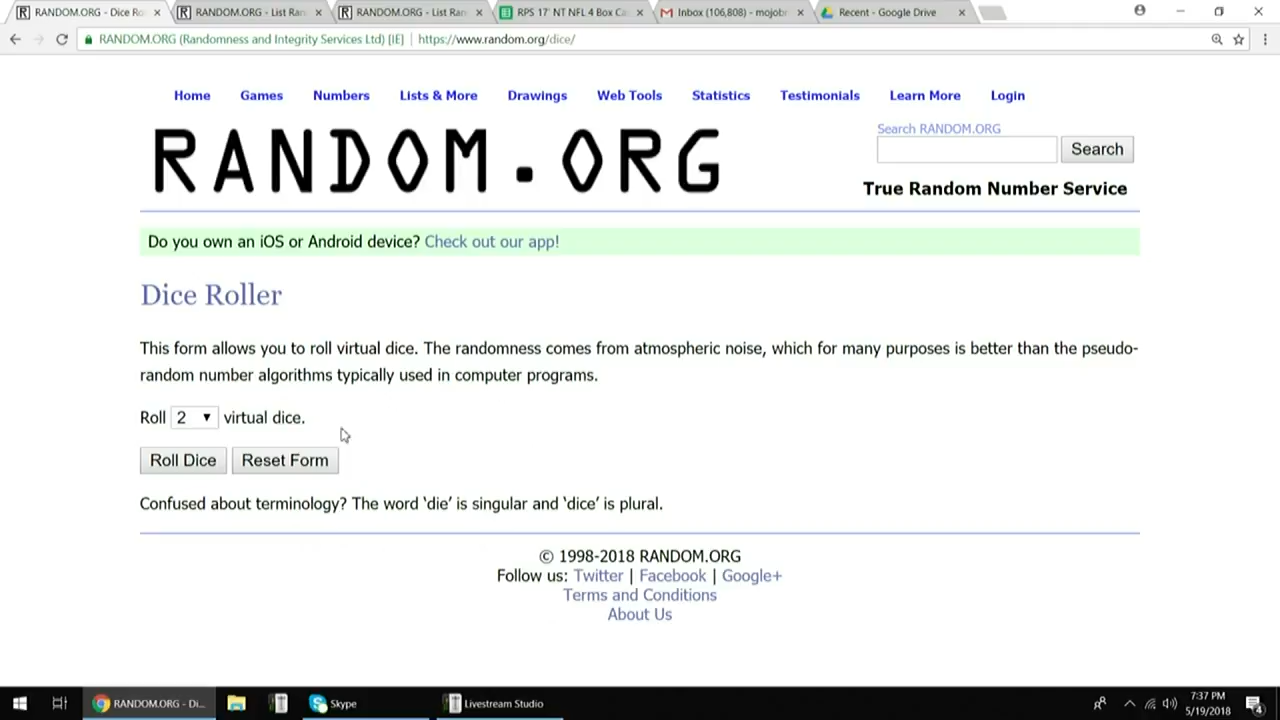 RANDOM.ORG - Dice Ro
RANDOM.ORG - List Ran
RANDOM.ORG - List Ran
RPS 17' NT NFL 4 Box Ca
Inbox (106,808) - mojob
Recent - Google Drive
RANDOM.ORG (Randomness and Integrity Services Ltd) [IE] | https://www.random.org/dice/
Home Games Numbers Lists & More Drawings Web Tools Statistics Testimonials Learn More Login
RANDOM.ORG
Search RANDOM.ORG
Search
True Random Number Service
Do you own an iOS or Android device? Check out our app!
Dice Roller
This form allows you to roll virtual dice. The randomness comes from atmospheric noise, which for many purposes is better than the pseudo-
random number algorithms typically used in computer programs.
Roll 2 virtual dice.
Roll Dice Reset Form
Confused about terminology? The word ‘die’ is singular and ‘dice’ is plural.
© 1998-2018 RANDOM.ORG
Follow us: Twitter | Facebook | Google+
Terms and Conditions
About Us
RANDOM.ORG - Di...
Skype
Livestream Studio
7:37 PM
5/19/2018
4